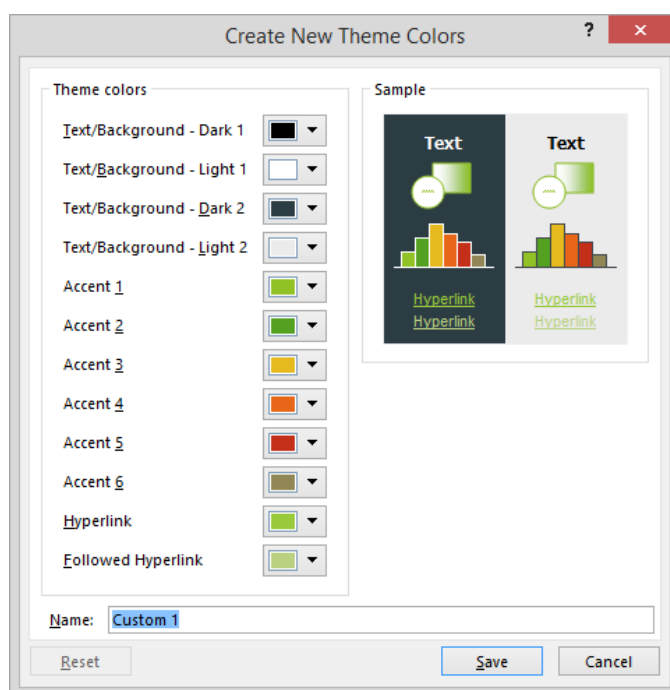 Create New Theme Colors
?
Theme colors
Text/Background - Dark 1
Text/Background - Light 1
Text/Background - Dark 2
Text/Background - Light 2
Accent 1
Accent 2
Accent 3
Accent 4
Accent 5
Accent 6
Hyperlink
Followed Hyperlink
Sample
Text Text
Hyperlink Hyperlink
Hyperlink Hyperlink
Name: Custom 1
Reset Save Cancel